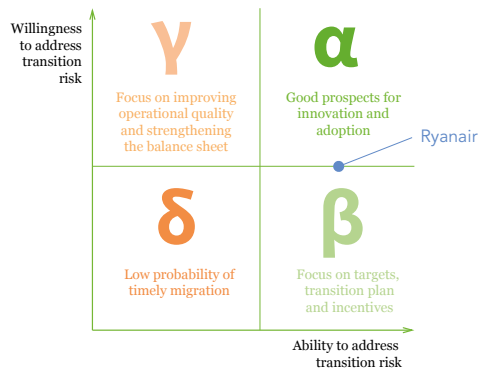 Willingness
to address
transition
risk
γ
Focus on improving
operational quality
and strengthening
the balance sheet
α
Good prospects for
innovation and
adoption
Ryanair
δ
Low probability of
timely migration
β
Focus on targets,
transition plan
and incentives
Ability to address
transition risk